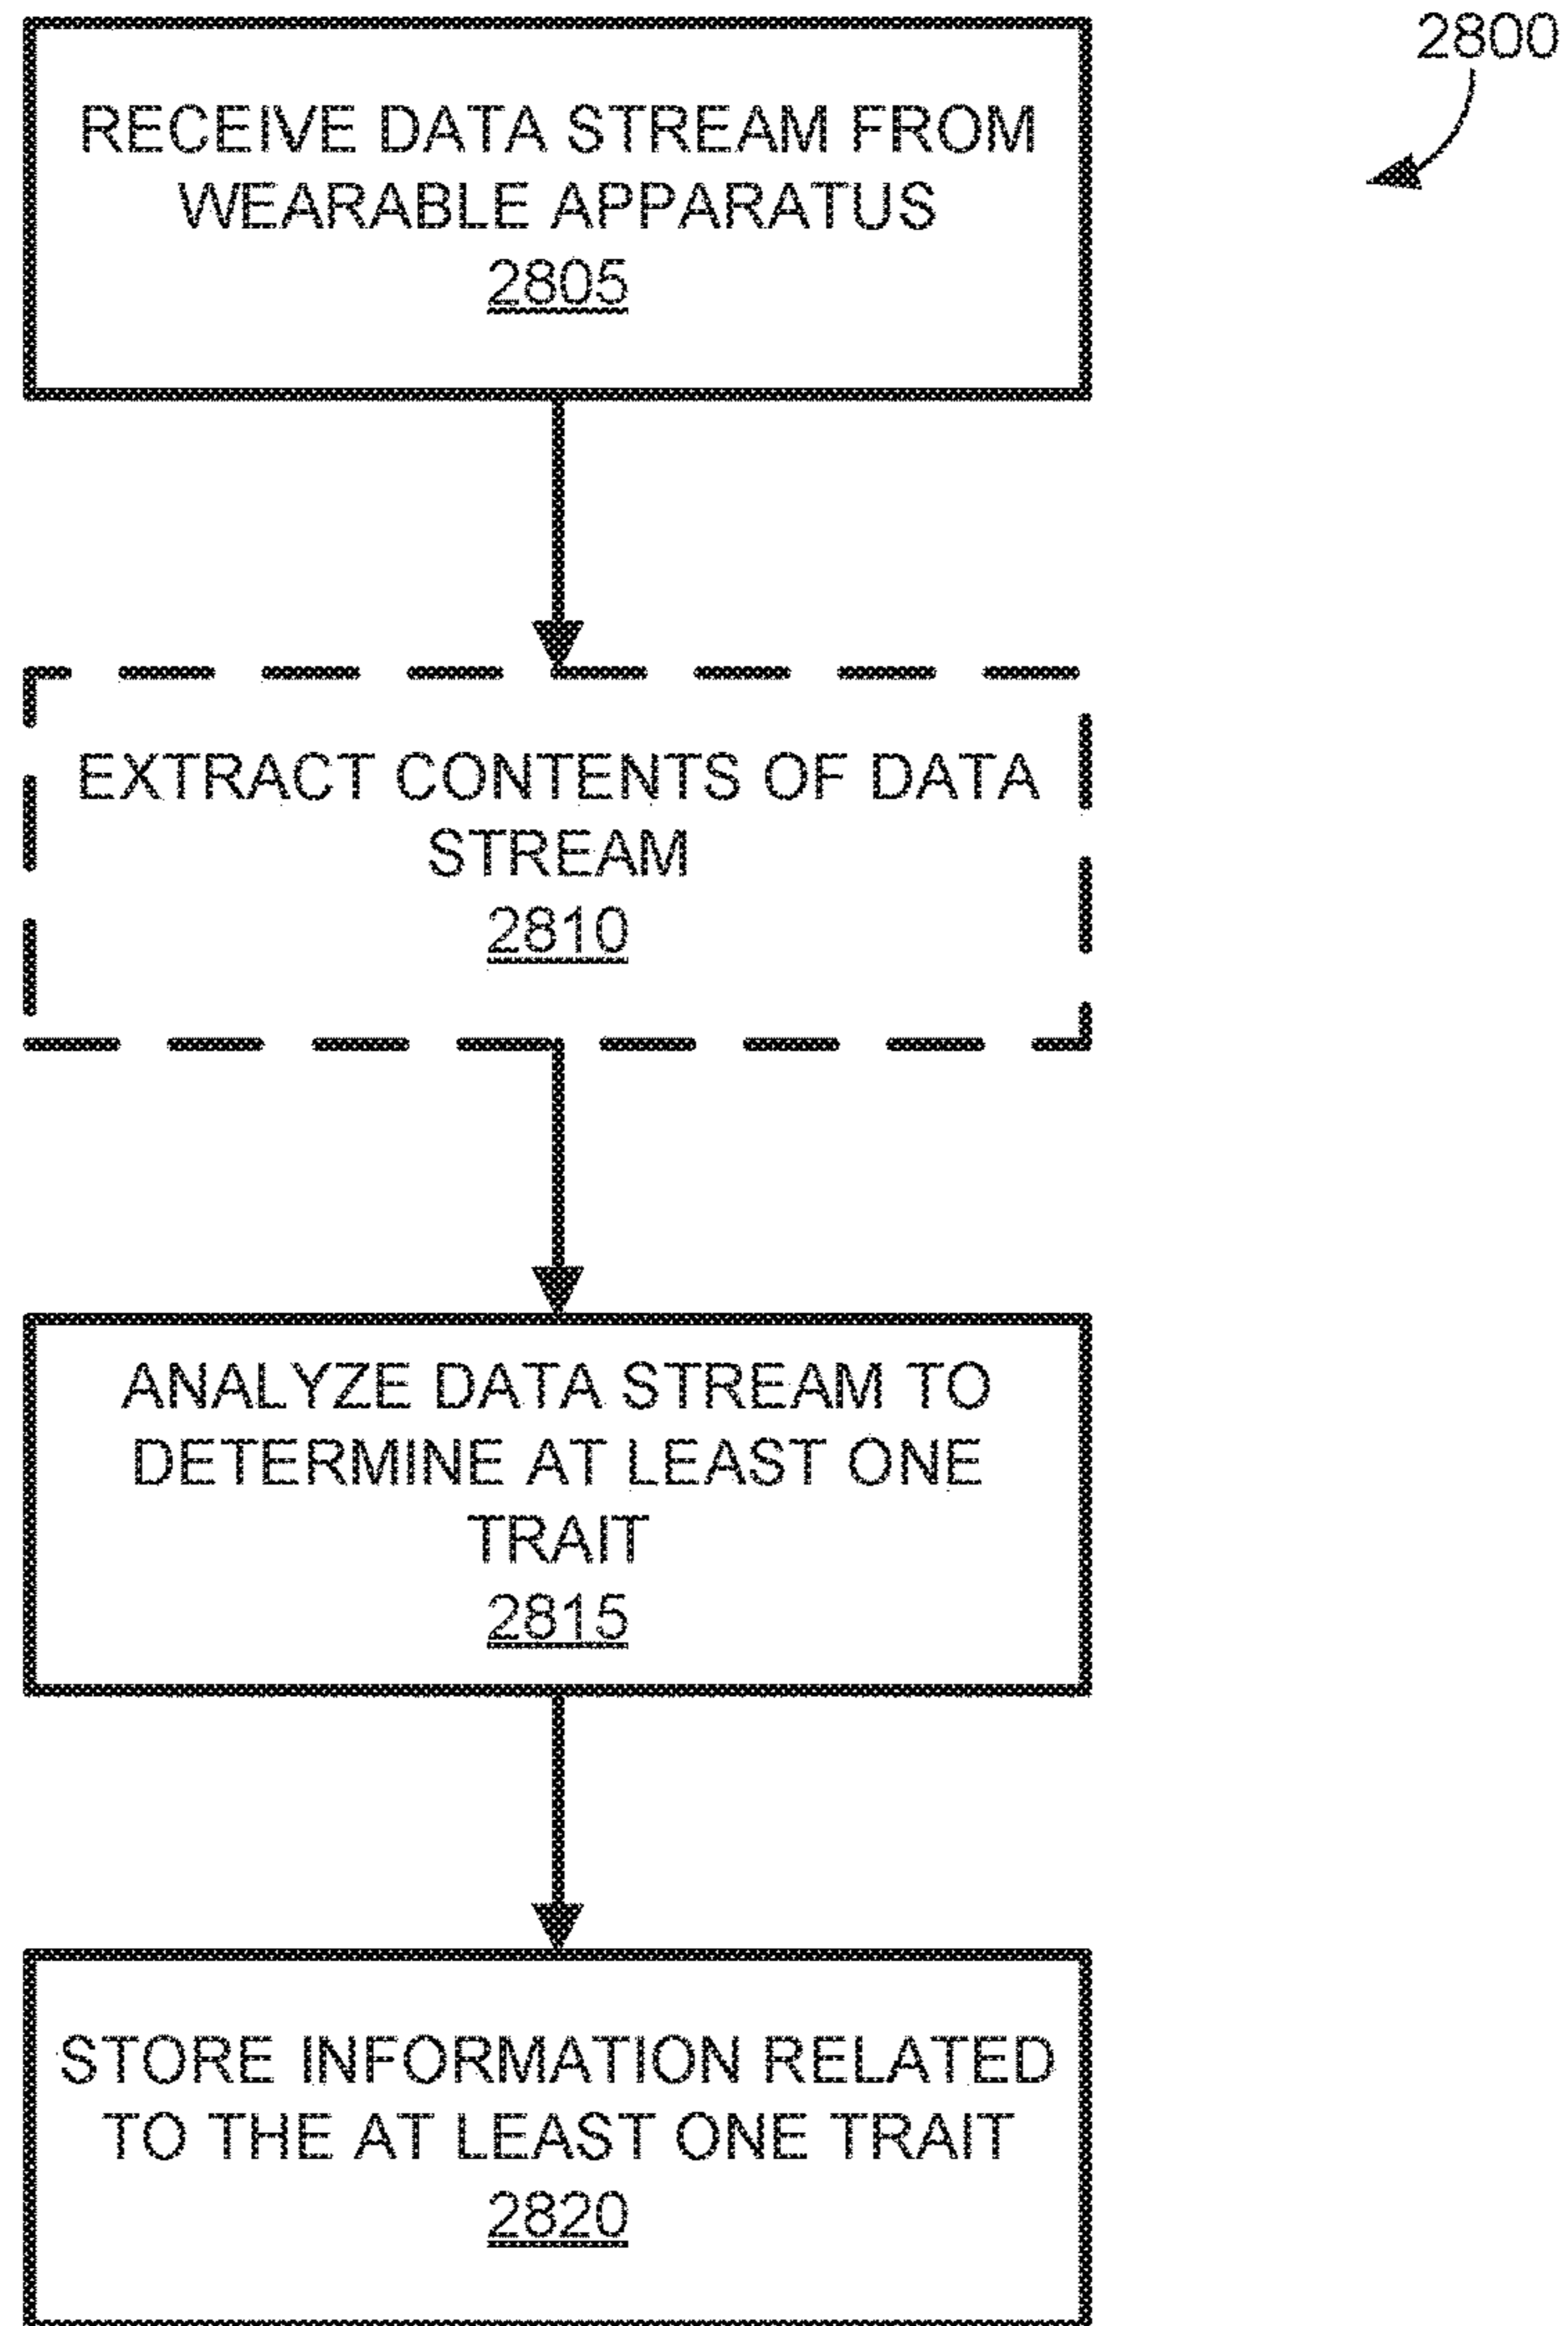 2800
RECEIVE DATA STREAM FROM
WEARABLE APPARATUS
2805
EXTRACT CONTENTS OF DATA
STREAM
2810
ANALYZE DATA STREAM TO
DETERMINE AT LEAST ONE
TRAIT
2815
STORE INFORMATION RELATED
TO THE AT LEAST ONE TRAIT
2820